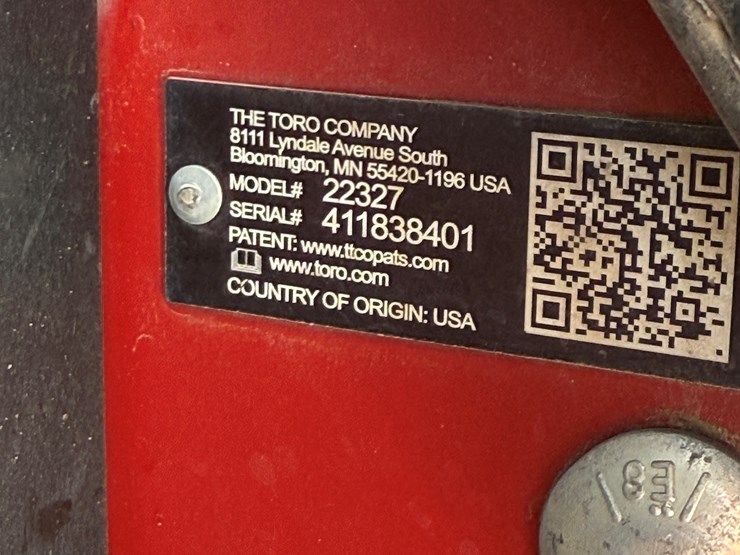 THE TORO COMPANY
8111 Lyndale Avenue South
Bloomington, MN 55420-1196 USA
MODEL# 22327
SERIAL# 411838401
PATENT: www.ttcopats.com
www.toro.com
COUNTRY OF ORIGIN: USA